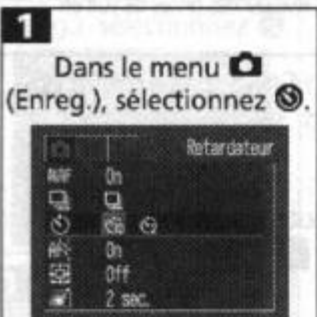 1
Dans le menu
(Enreg.), sélectionnez
Retardateur
On
On
Off
2 sec.